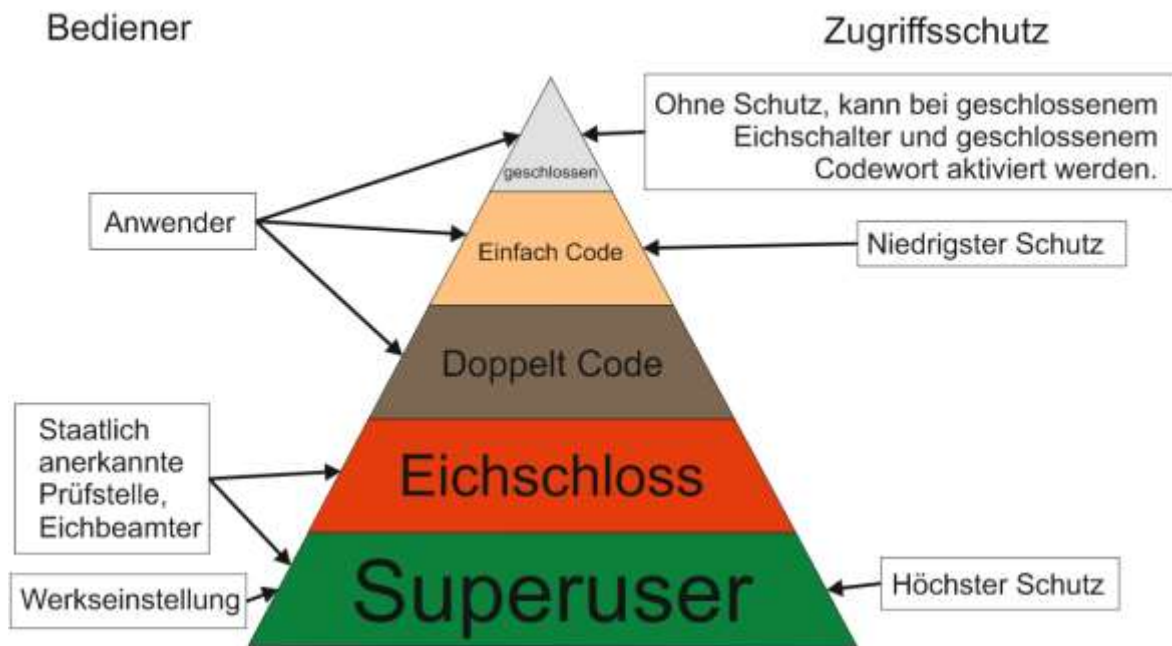 Bediener
Zugriffsschutz
Ohne Schutz, kann bei geschlossenem
Eichschalter und geschlossenem
Codewort aktiviert werden.
geschlossen
Anwender
Einfach Code
Niedrigster Schutz
Doppelt Code
Staatlich
anerkannte
Prüfstelle,
Eichbeamter
Eichschloss
Superuser
Werkseinstellung
Höchster Schutz